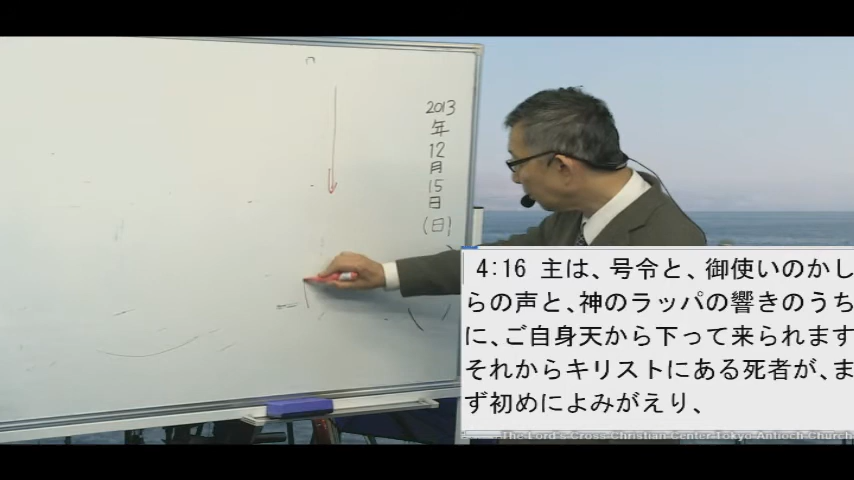 2013
年
12
月
15
日
(日)
4:16 主は、号令と、御使いのかし
らの声と、神のラッパの響きのうち
に、ご自身天から下って来られます
それからキリストにある死者が、ま
ず初めによみがえり、
The Lord's Cross Christian Center Tokyo Antioch Church